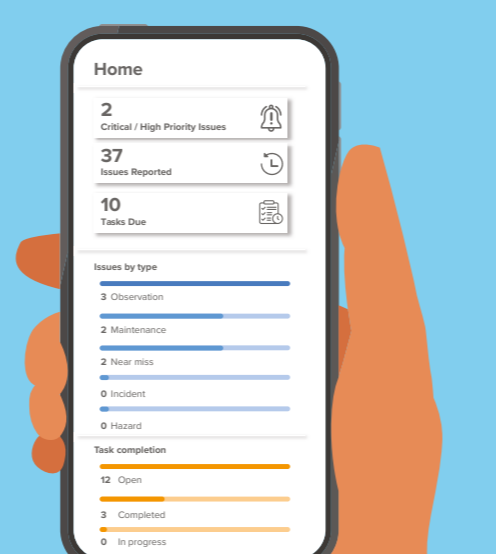 Home
2
Critical / High Priority Issues
37
Issues Reported
10
Tasks Due
Issues by type
3 Observation
2 Maintenance
2 Near miss
0 Incident
0 Hazard
Task completion
12 Open
3 Completed
0 In progress